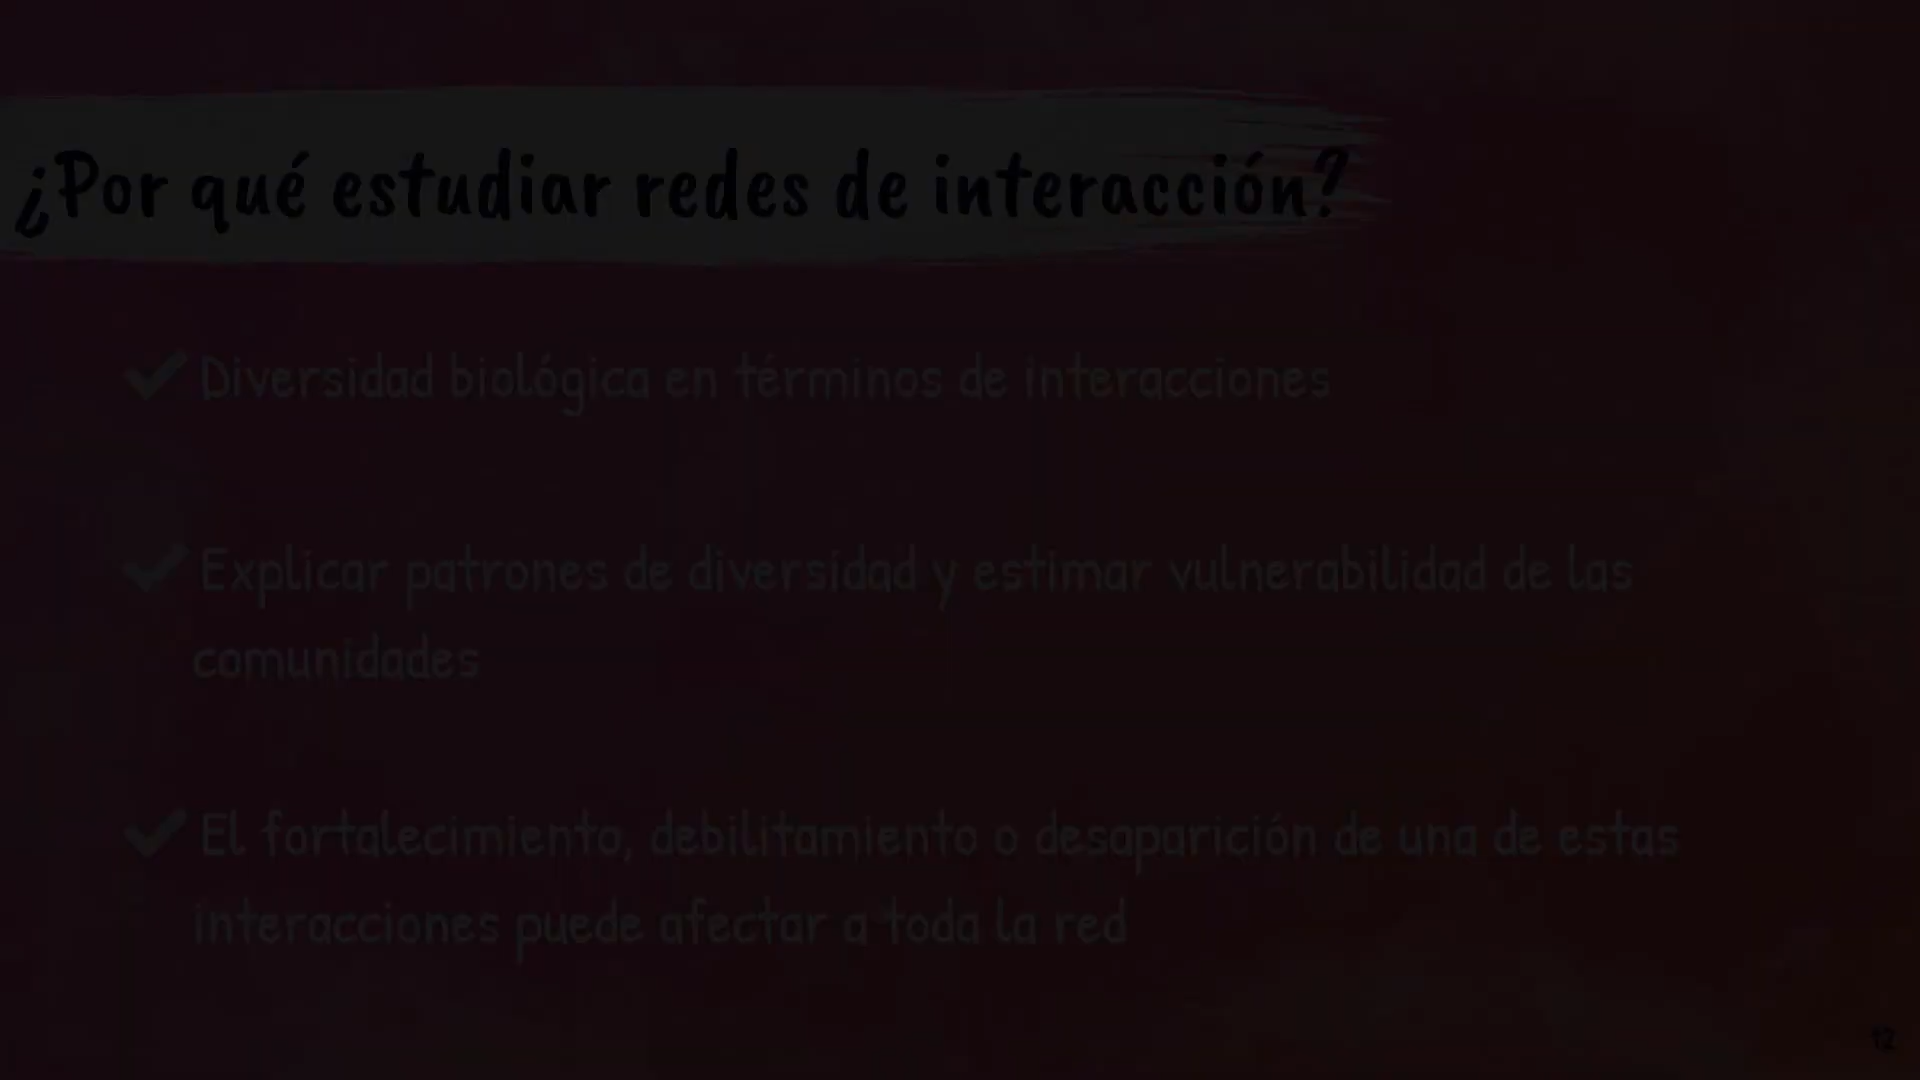 ¿Por qué estudiar redes de interacción?
Diversidad biológica en términos de interacciones
Explicar patrones de diversidad y estimar vulnerabilidad de las
comunidades
El fortalecimiento, debilitamiento o desaparición de una de estas
interacciones puede afectar a toda la red
12